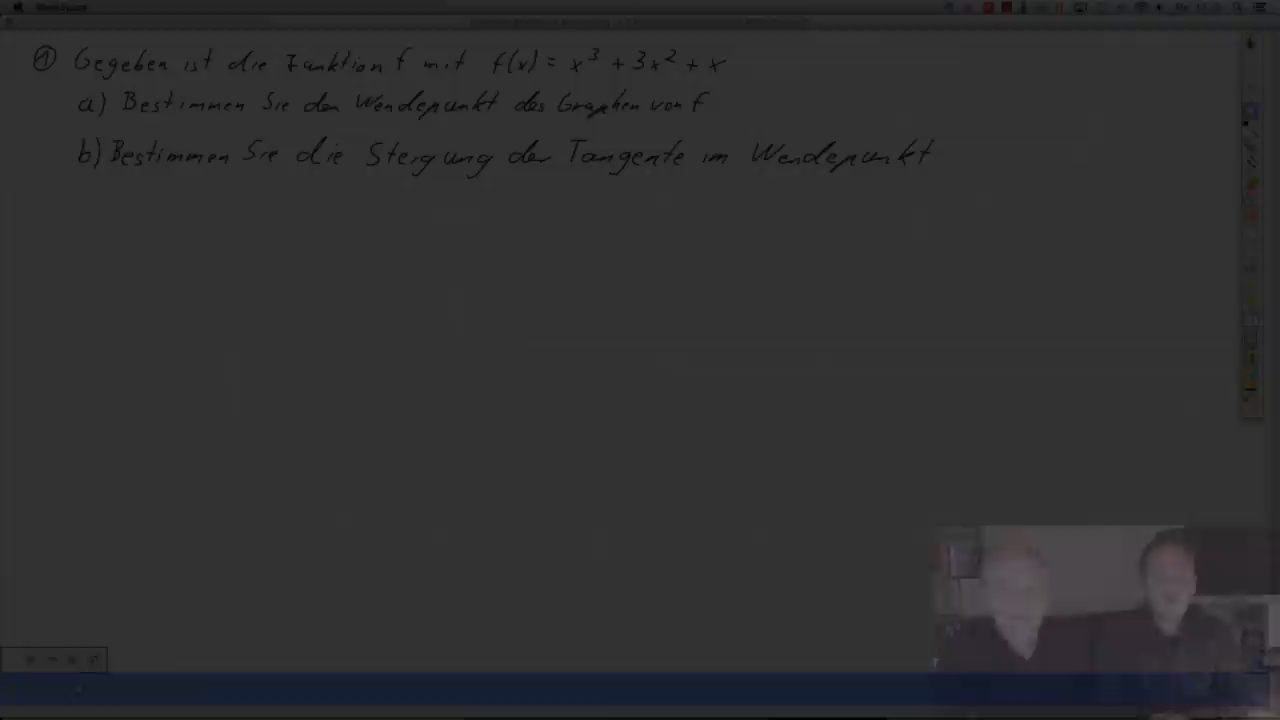 ① Gegeben ist die Funktion f mit f(x) = x³ + 3x² + x
a) Bestimmen Sie den Wendepunkt des Graphen von f
b) Bestimmen Sie die Steigung der Tangente im Wendepunkt